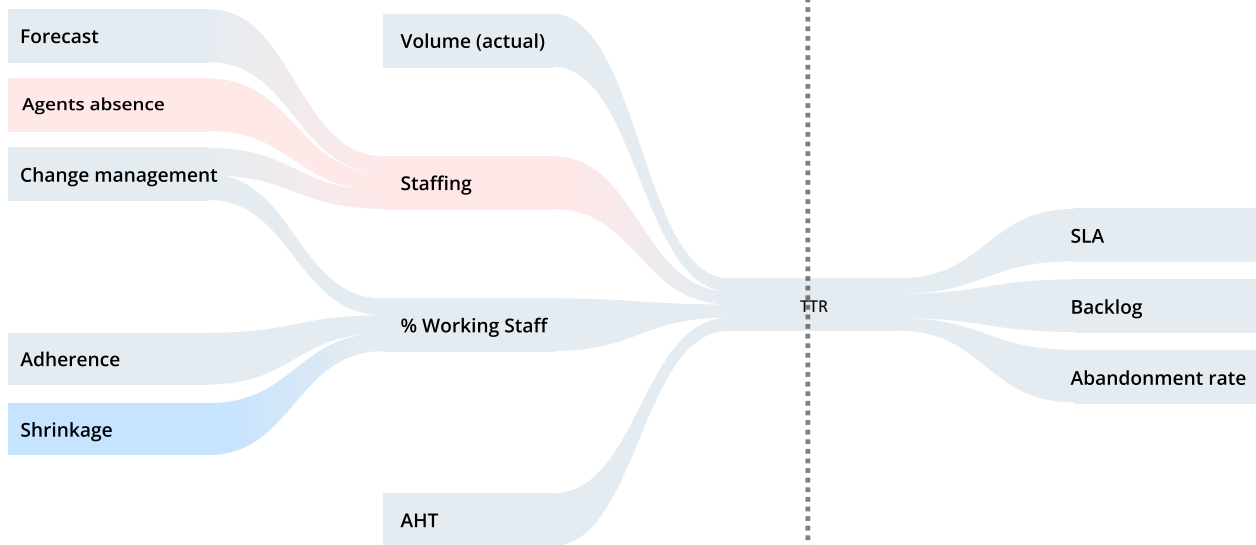 Forecast
Agents absence
Change management
Adherence
Shrinkage
Volume (actual)
Staffing
% Working Staff
AHT
TTR
SLA
Backlog
Abandonment rate